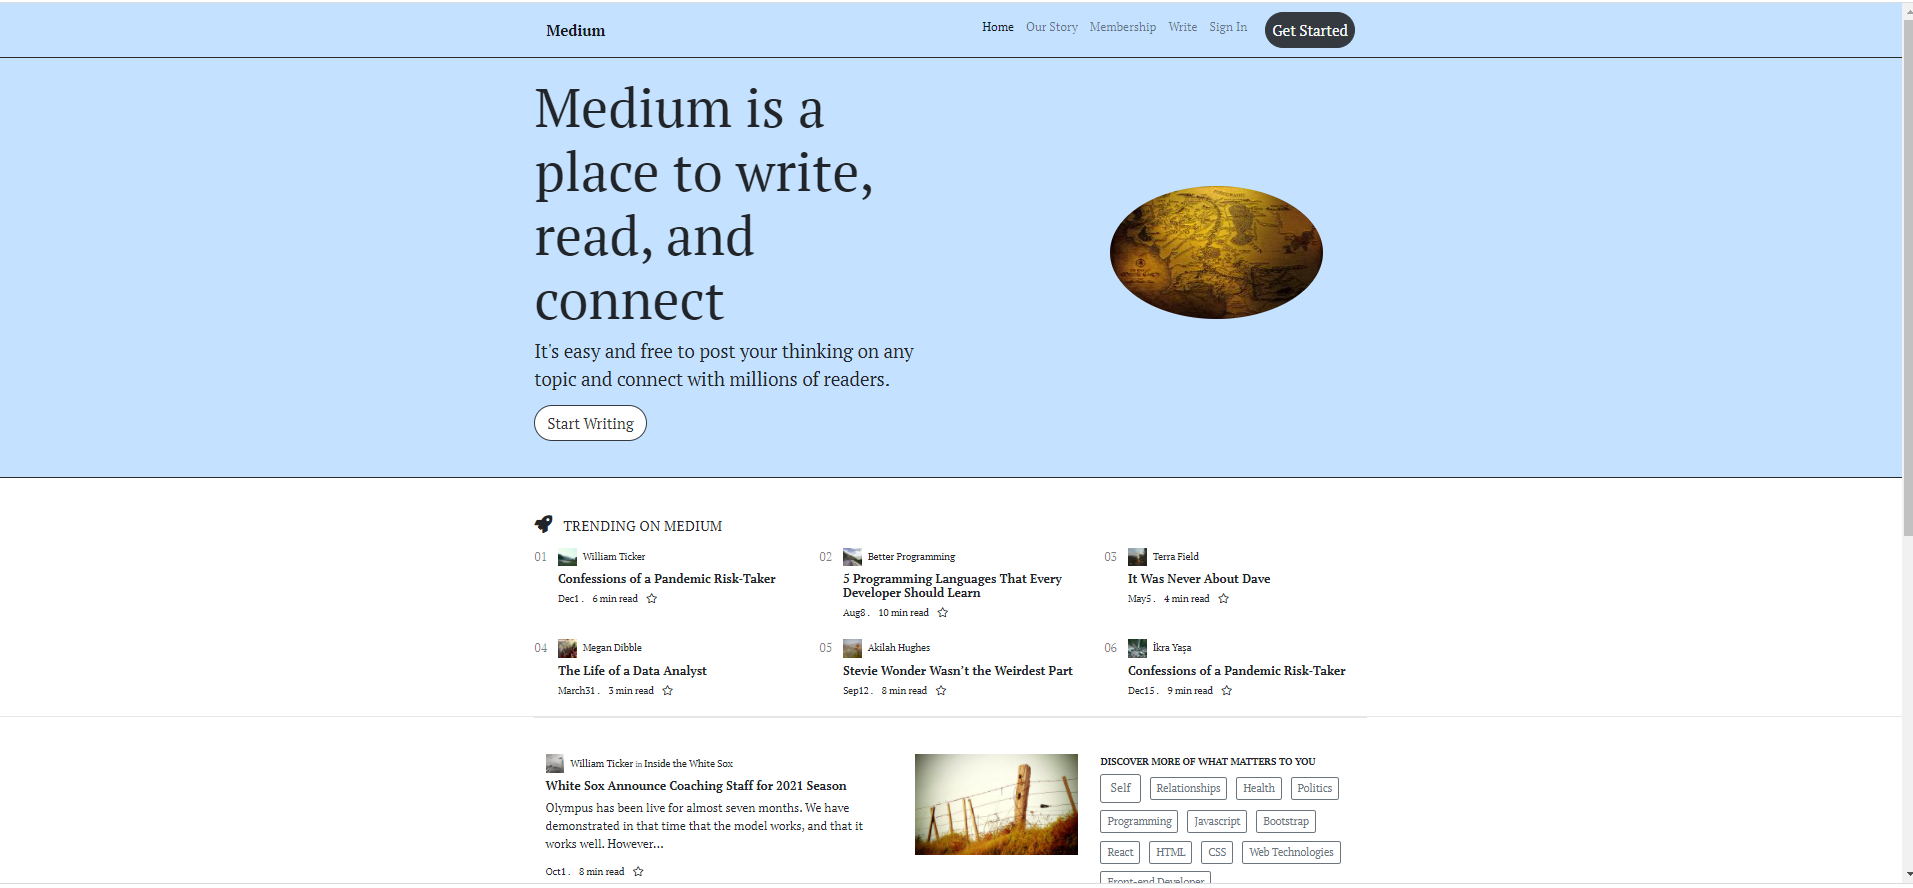 Medium
Home Our Story Membership Write Sign In Get Started
Medium is a
place to write,
read, and
connect
It's easy and free to post your thinking on any
topic and connect with millions of readers.
Start Writing
TRENDING ON MEDIUM
01 William Ticker
Confessions of a Pandemic Risk-Taker
Dec1 . 6 min read
02 Better Programming
5 Programming Languages That Every
Developer Should Learn
Aug8 . 10 min read
03 Terra Field
It Was Never About Dave
May5 . 4 min read
04 Megan Dibble
The Life of a Data Analyst
March31 . 3 min read
05 Akilah Hughes
Stevie Wonder Wasn’t the Weirdest Part
Sep12 . 8 min read
06 İkra Yaşa
Confessions of a Pandemic Risk-Taker
Dec15 . 9 min read
William Ticker in Inside the White Sox
White Sox Announce Coaching Staff for 2021 Season
Olympus has been live for almost seven months. We have
demonstrated in that time that the model works, and that it
works well. However...
Oct1 . 8 min read
DISCOVER MORE OF WHAT MATTERS TO YOU
Self Relationships Health Politics
Programming Javascript Bootstrap
React HTML CSS Web Technologies
Front-end Developer